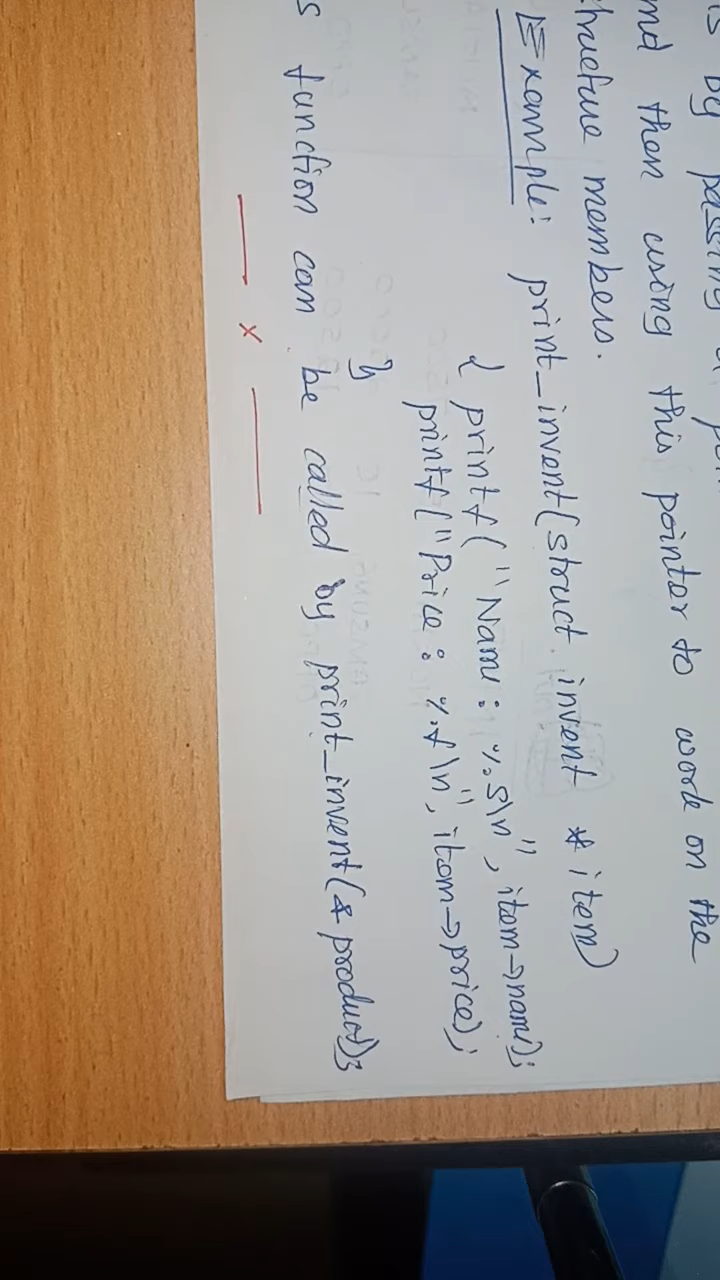 is by passing a
and then using this pointer to work on the
members.
Example: print_invent(struct invent *item)
{ printf("Name: %s\n", item->name);
printf("Price: %f\n", item->price);
}
s function can be called by print_invent(&product);
— x —